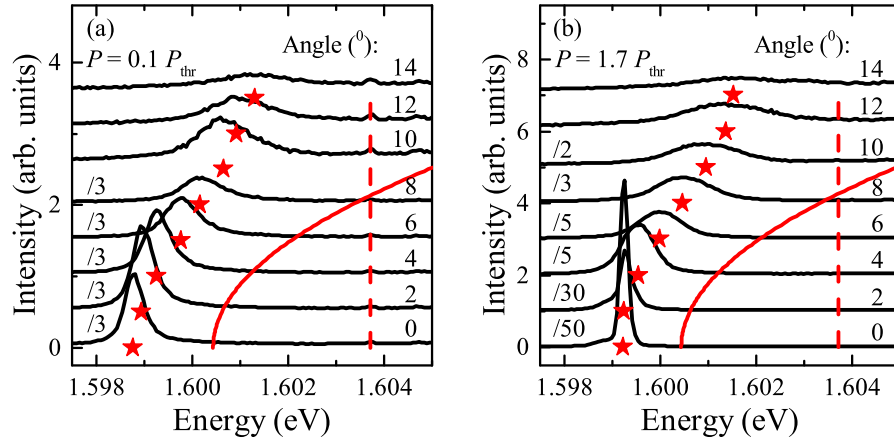 (a)
Angle (⁰):
P = 0.1 P_thr
14
12
10
/3 8
/3 6
/3 4
/3 2
/3 0
4
2
0
Intensity (arb. units)
1.598 1.600 1.602 1.604
Energy (eV)
(b)
Angle (⁰):
P = 1.7 P_thr
14
12
/2 10
/3 8
/5 6
/5 4
/30 2
/50 0
8
6
4
2
0
Intensity (arb. units)
1.598 1.600 1.602 1.604
Energy (eV)